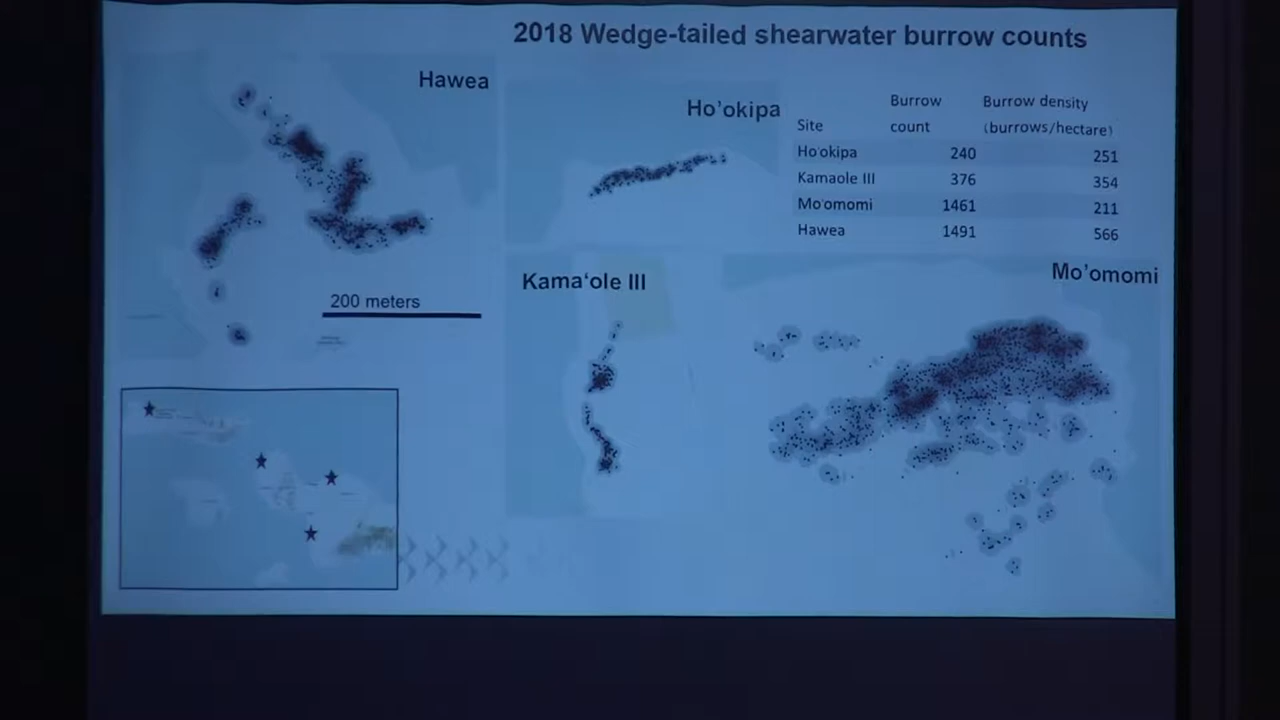 2018 Wedge-tailed shearwater burrow counts
Hawea
Ho'okipa
Burrow Burrow density
Site count (burrows/hectare)
Ho'okipa 240 251
Kamaole III 376 354
Mo'omomi 1461 211
Hawea 1491 566
Kama‘ole III
Mo'omomi
200 meters